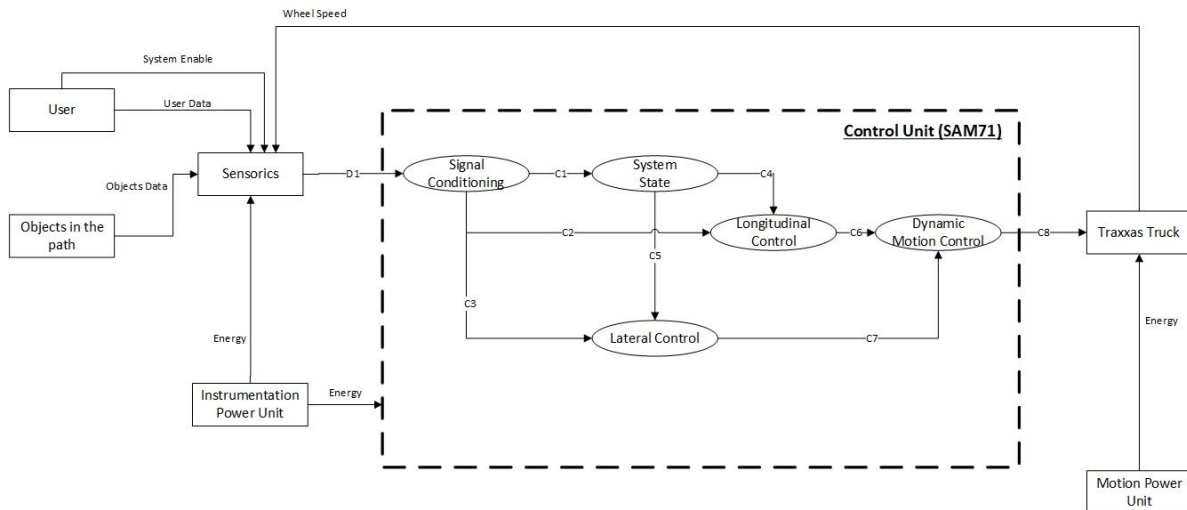 Wheel Speed
System Enable
User
User Data
Control Unit (SAM71)
Sensorics
D1
Signal
Conditioning
C1
System
State
C4
Objects Data
Objects in the
path
C2
Longitudinal
Control
C6
Dynamic
Motion Control
C8
Traxxas Truck
C5
C3
Energy
Energy
Lateral Control
C7
Instrumentation
Power Unit
Energy
Motion Power
Unit